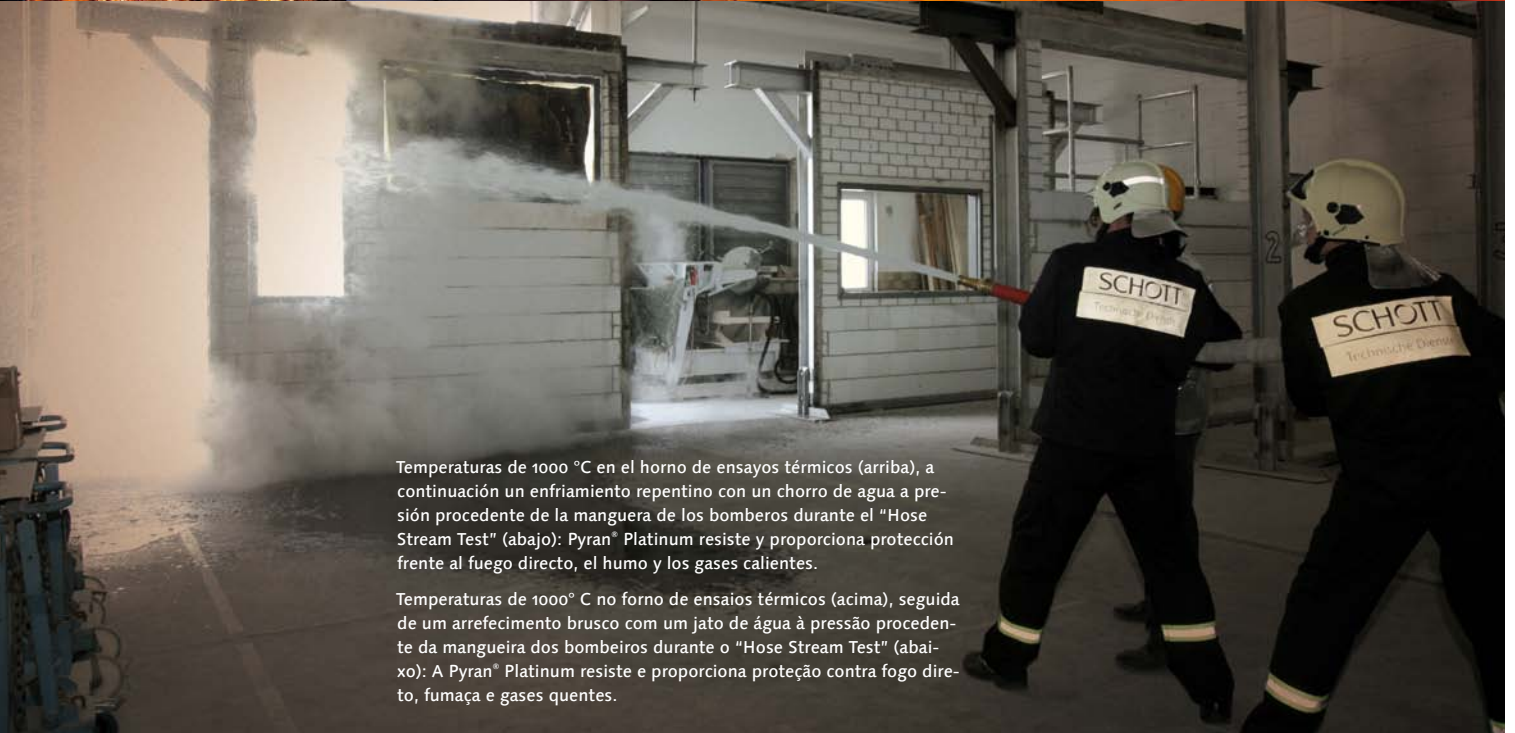 SCHOTT
Technische Dienste
SCHOTT
Technische Dienste
2
Temperaturas de 1000 °C en el horno de ensayos térmicos (arriba), a
continuación un enfriamiento repentino con un chorro de agua a pre-
sión procedente de la manguera de los bomberos durante el “Hose
Stream Test” (abajo): Pyran® Platinum resiste y proporciona protección
frente al fuego directo, el humo y los gases calientes.
Temperaturas de 1000° C no forno de ensaios térmicos (acima), seguida
de um arrefecimento brusco com um jato de água à pressão proceden-
te da mangueira dos bombeiros durante o “Hose Stream Test” (abai-
xo): A Pyran® Platinum resiste e proporciona proteção contra fogo dire-
to, fumaça e gases quentes.